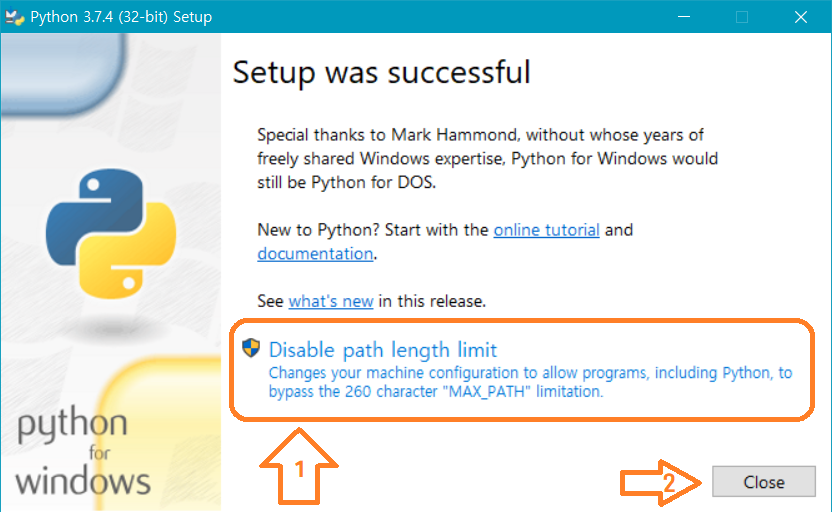 Python 3.7.4 (32-bit) Setup
Setup was successful
Special thanks to Mark Hammond, without whose years of
freely shared Windows expertise, Python for Windows would
still be Python for DOS.
New to Python? Start with the online tutorial and
documentation.
See what's new in this release.
Disable path length limit
Changes your machine configuration to allow programs, including Python, to
bypass the 260 character "MAX_PATH" limitation.
python
for
windows
1
2
Close